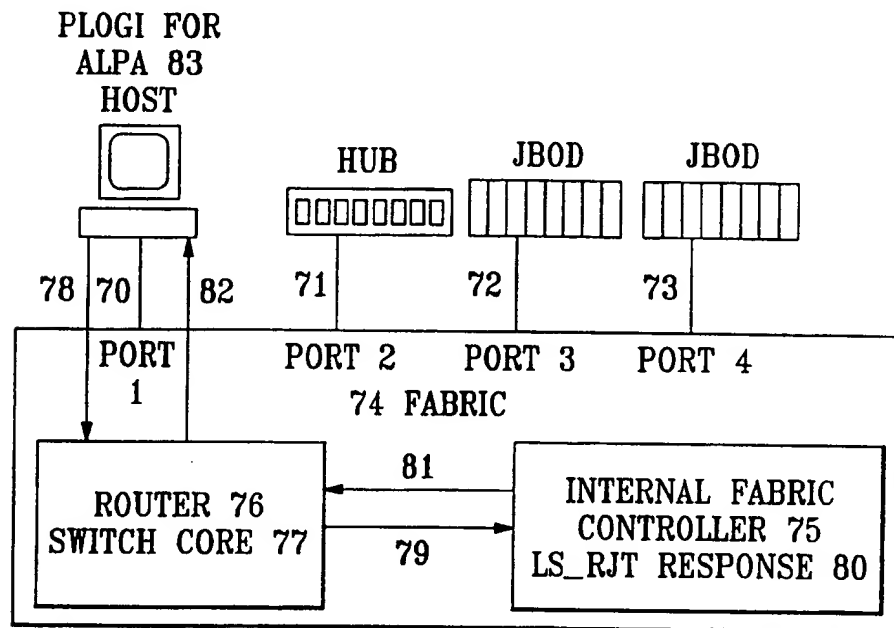 PLOGI FOR
ALPA 83
HOST
HUB
JBOD
JBOD
78
70
82
71
72
73
PORT
1
PORT 2
PORT 3
PORT 4
74 FABRIC
ROUTER 76
SWITCH CORE 77
81
79
INTERNAL FABRIC
CONTROLLER 75
LS_RJT RESPONSE 80